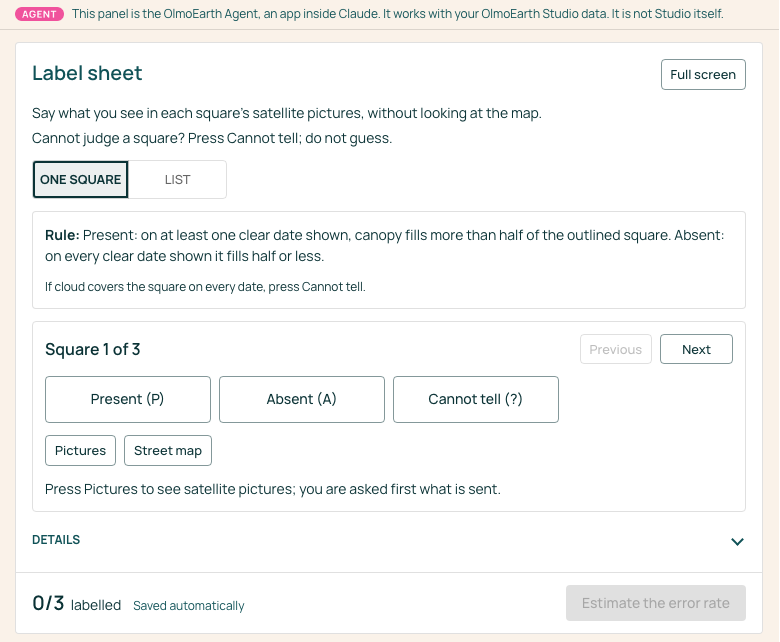 AGENT This panel is the OlmoEarth Agent, an app inside Claude. It works with your OlmoEarth Studio data. It is not Studio itself.
Label sheet
Full screen
Say what you see in each square's satellite pictures, without looking at the map.
Cannot judge a square? Press Cannot tell; do not guess.
ONE SQUARE LIST
Rule: Present: on at least one clear date shown, canopy fills more than half of the outlined square. Absent:
on every clear date shown it fills half or less.
If cloud covers the square on every date, press Cannot tell.
Square 1 of 3
Previous Next
Present (P) Absent (A) Cannot tell (?)
Pictures Street map
Press Pictures to see satellite pictures; you are asked first what is sent.
DETAILS
0/3 labelled Saved automatically
Estimate the error rate